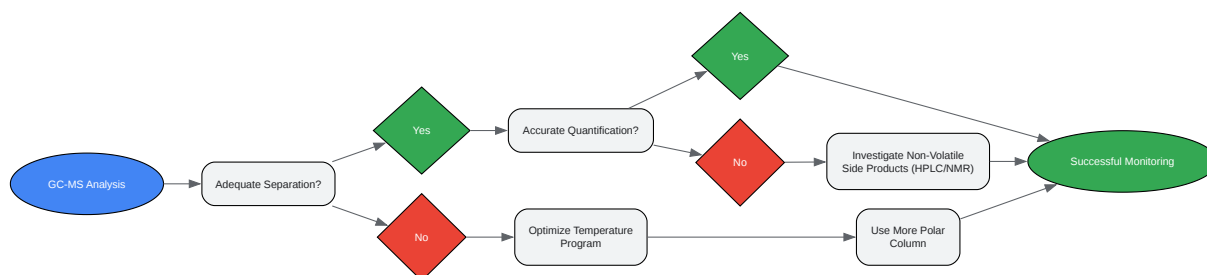 GC-MS Analysis
Adequate Separation?
Yes
No
Accurate Quantification?
Optimize Temperature
Program
Yes
No
Investigate Non-Volatile
Side Products (HPLC/NMR)
Use More Polar
Column
Successful Monitoring